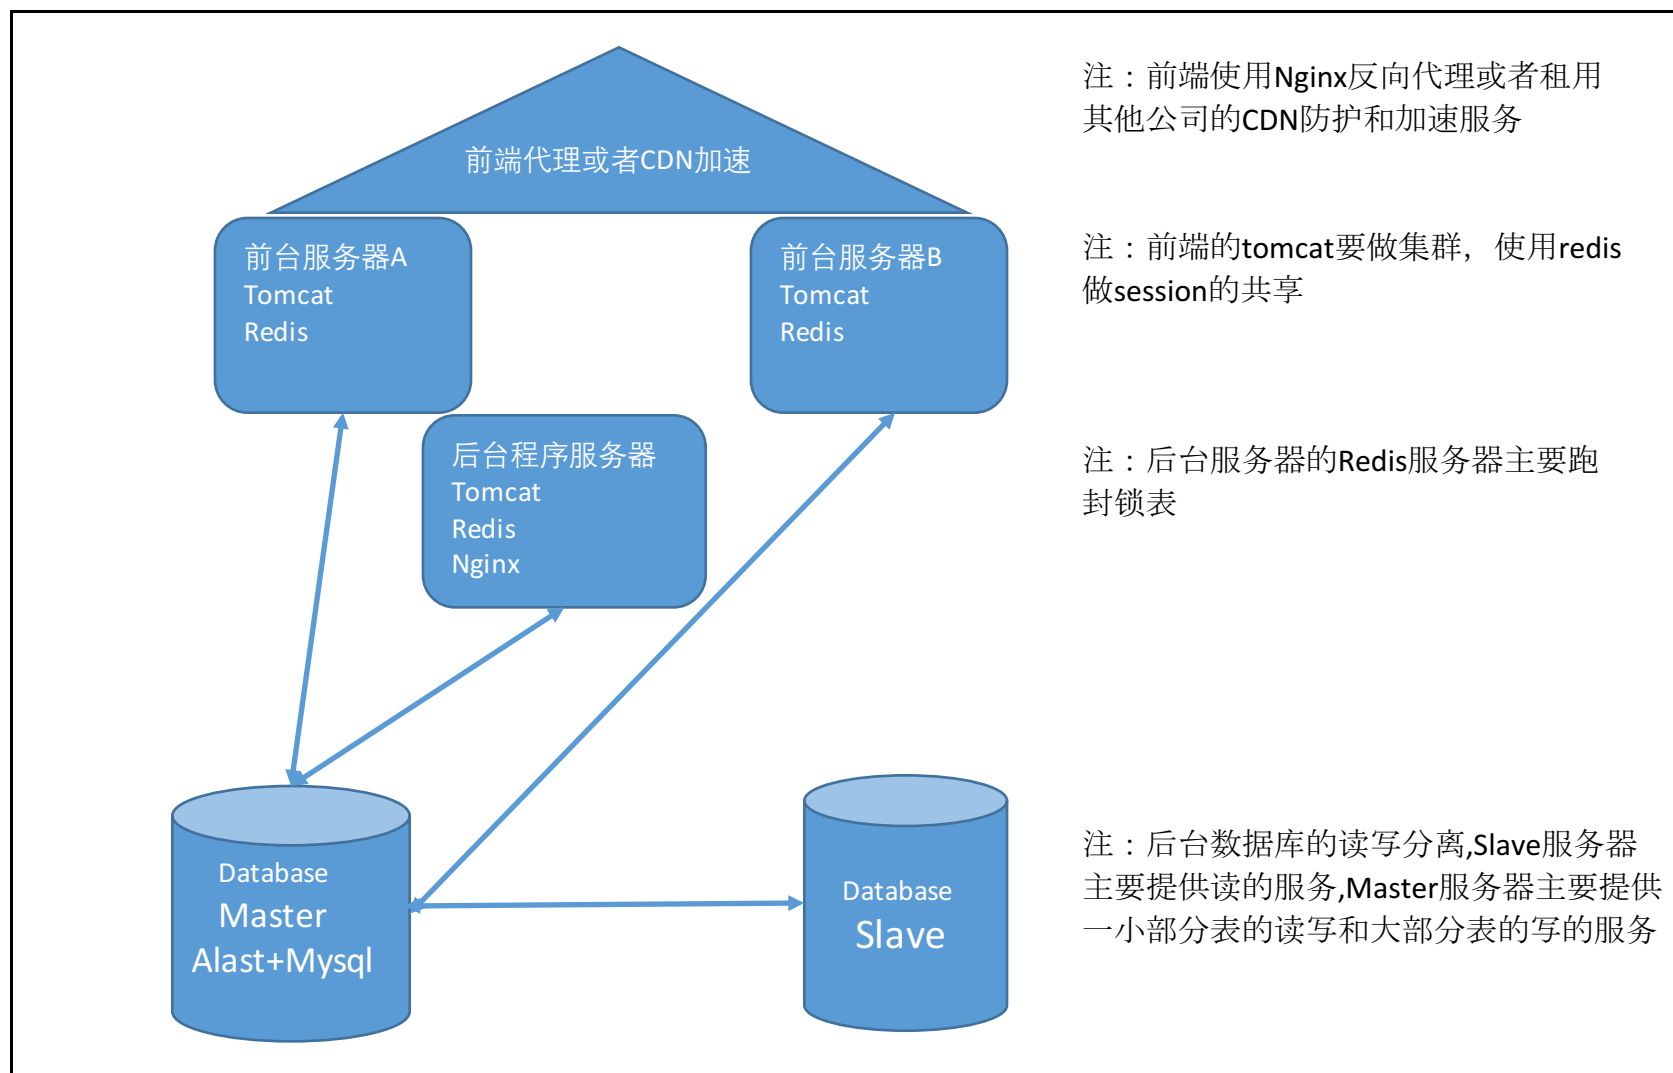 注：前端使用Nginx反向代理或者租用
其他公司的CDN防护和加速服务
前端代理或者CDN加速
前台服务器A
Tomcat
Redis
前台服务器B
Tomcat
Redis
注：前端的tomcat要做集群，使用redis
做session的共享
后台程序服务器
Tomcat
Redis
Nginx
注：后台服务器的Redis服务器主要跑
封锁表
Database
Master
Alast+Mysql
Database
Slave
注：后台数据库的读写分离,Slave服务器
主要提供读的服务,Master服务器主要提供
一小部分表的读写和大部分表的写的服务